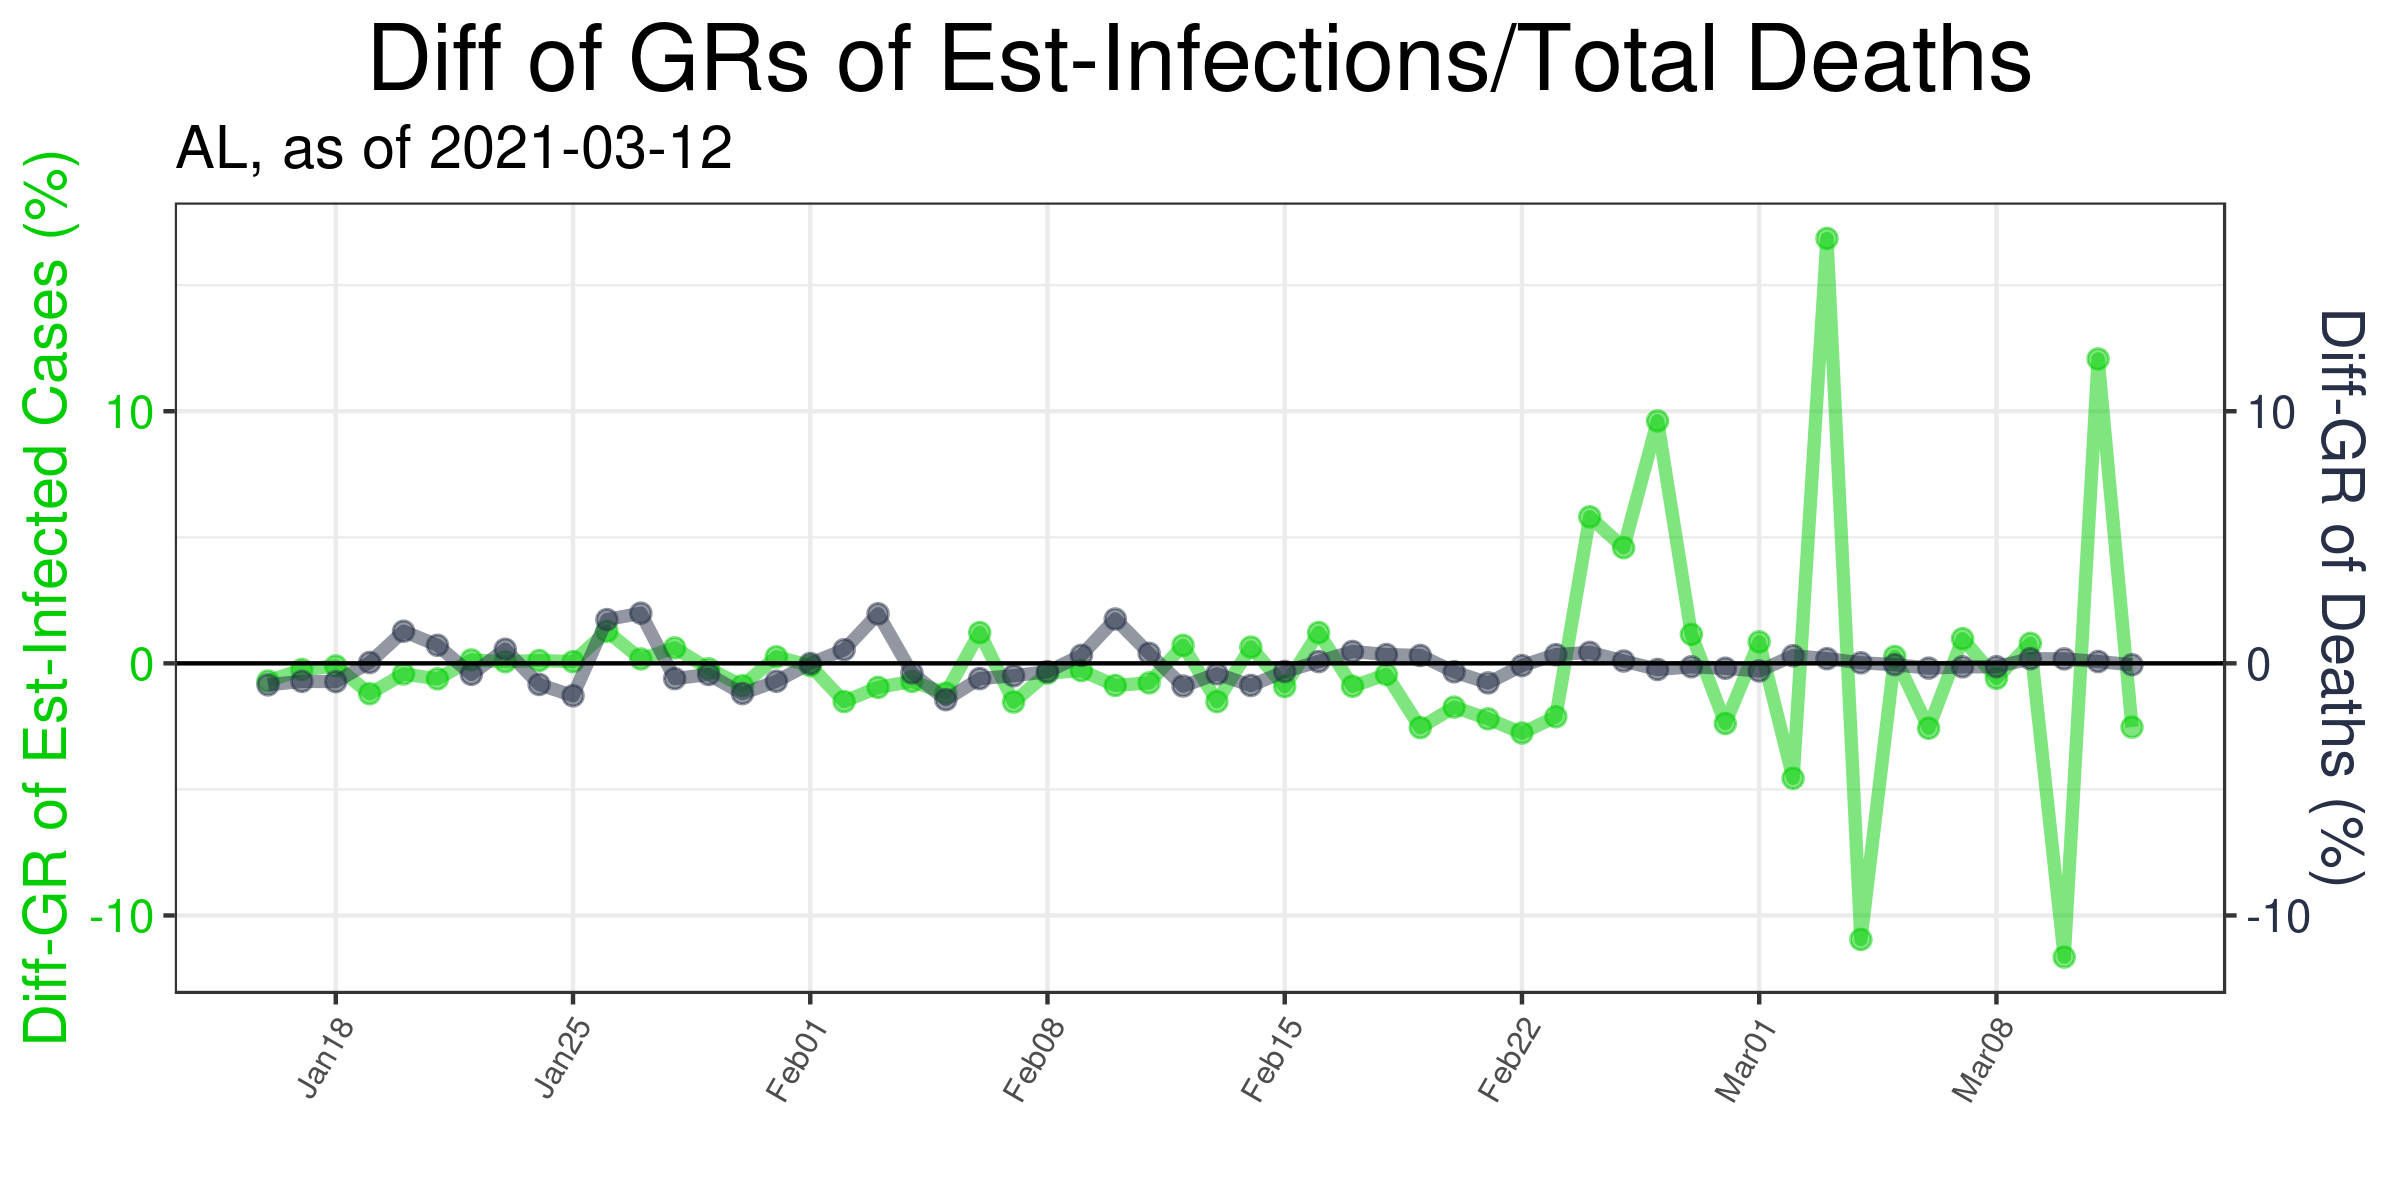 Diff of GRs of Est-Infections/Total Deaths
AL, as of 2021-03-12
Diff-GR of Est-Infected Cases (%)
10
0
-10
10
0
-10
Diff-GR of Deaths (%)
Jan18
Jan25
Feb01
Feb08
Feb15
Feb22
Mar01
Mar08